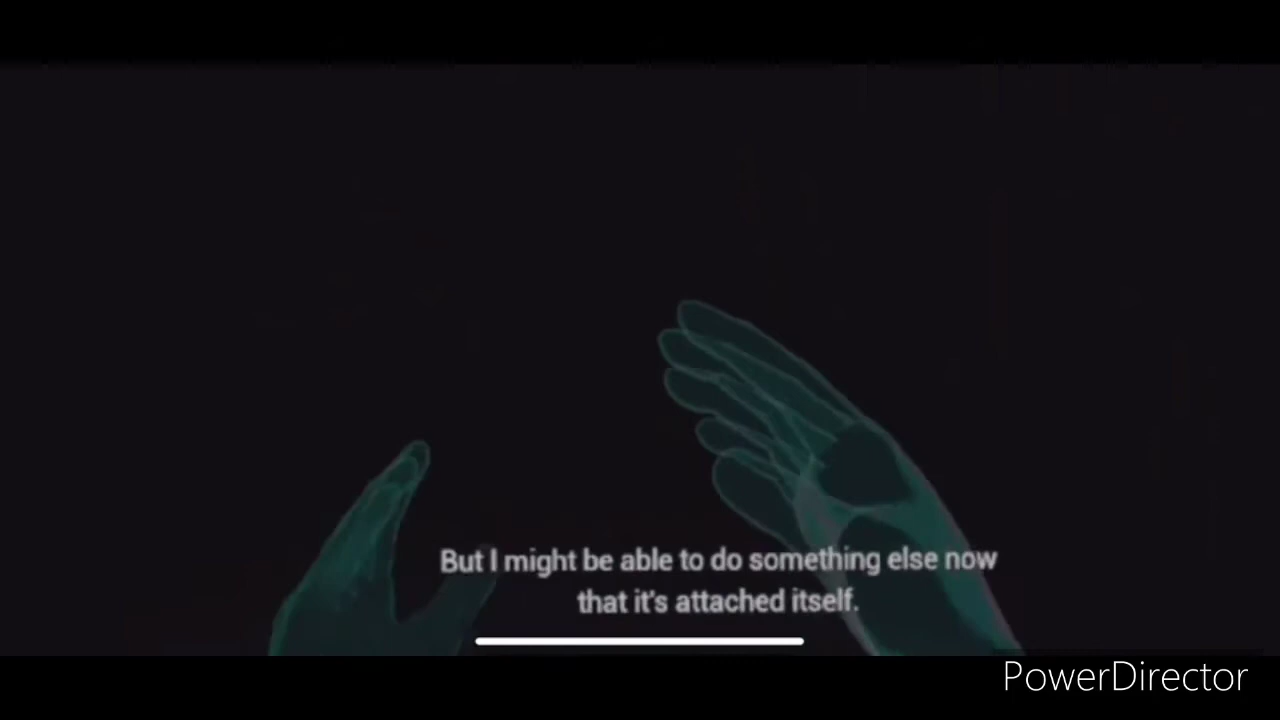 But I might be able to do something else now
that it's attached itself.
PowerDirector